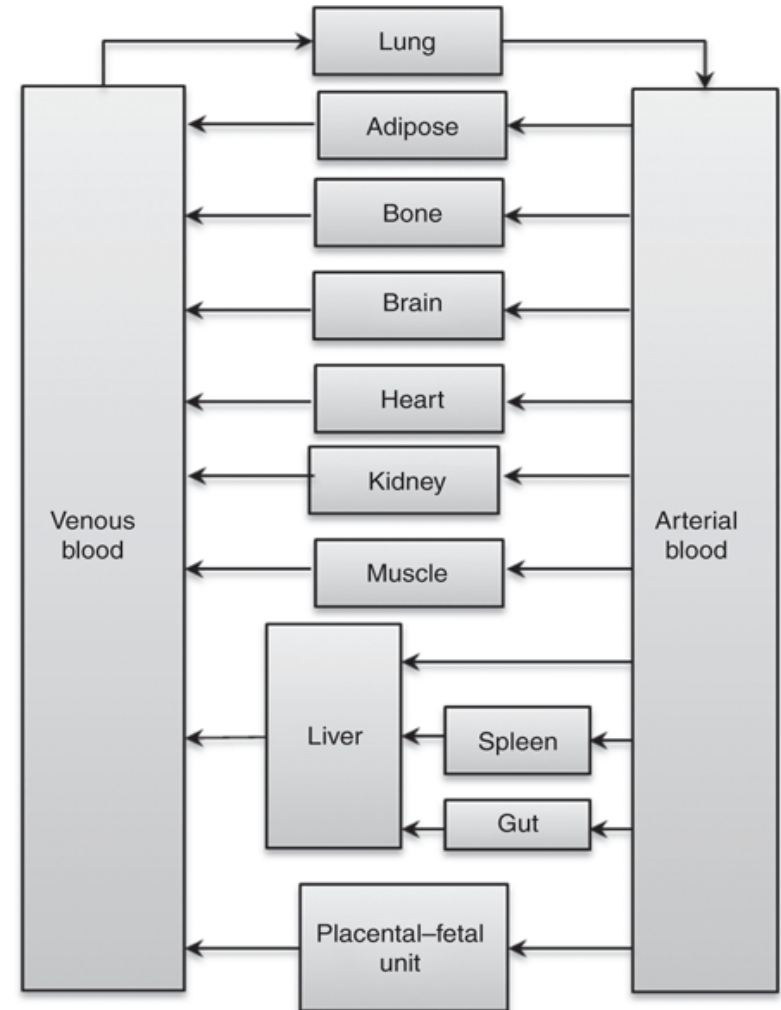 Lung
Adipose
Bone
Brain
Heart
Kidney
Muscle
Venous
blood
Arterial
blood
Liver
Spleen
Gut
Placental–fetal
unit